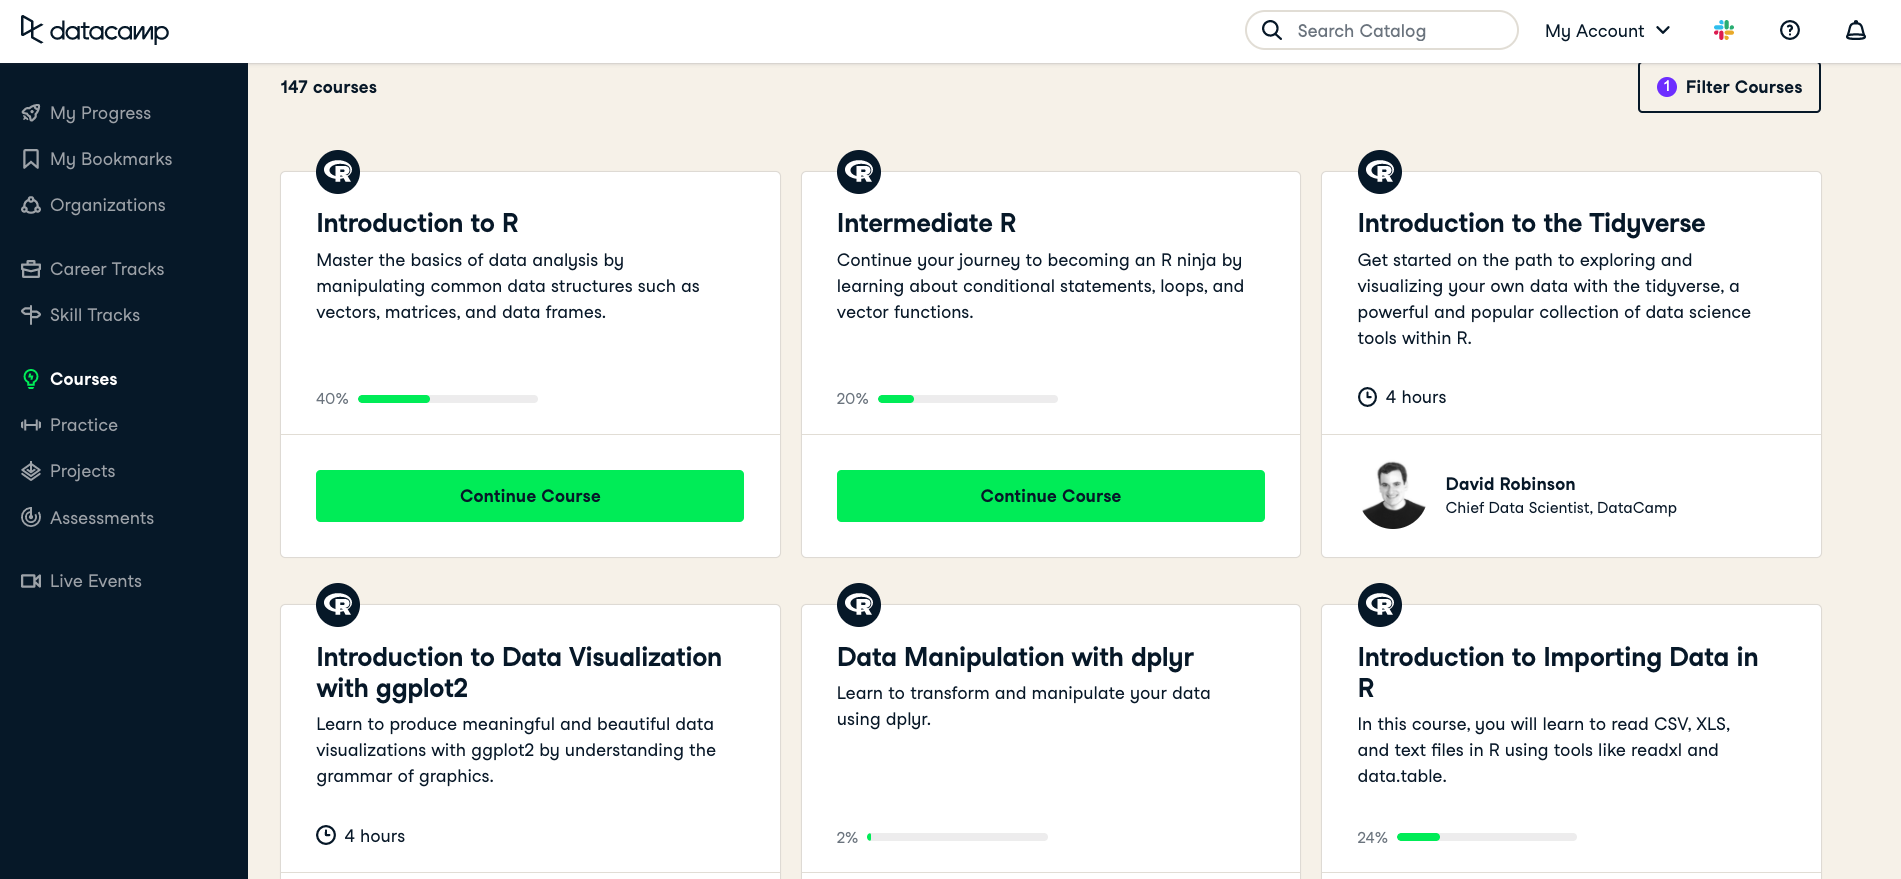 datacamp
Search Catalog
My Account
My Progress
My Bookmarks
Organizations
Career Tracks
Skill Tracks
Courses
Practice
Projects
Assessments
Live Events
147 courses
1 Filter Courses
R
Introduction to R
Master the basics of data analysis by
manipulating common data structures such as
vectors, matrices, and data frames.
40%
Continue Course
R
Intermediate R
Continue your journey to becoming an R ninja by
learning about conditional statements, loops, and
vector functions.
20%
Continue Course
R
Introduction to the Tidyverse
Get started on the path to exploring and
visualizing your own data with the tidyverse, a
powerful and popular collection of data science
tools within R.
4 hours
David Robinson
Chief Data Scientist, DataCamp
R
Introduction to Data Visualization
with ggplot2
Learn to produce meaningful and beautiful data
visualizations with ggplot2 by understanding the
grammar of graphics.
4 hours
R
Data Manipulation with dplyr
Learn to transform and manipulate your data
using dplyr.
2%
R
Introduction to Importing Data in
R
In this course, you will learn to read CSV, XLS,
and text files in R using tools like readxl and
data.table.
24%